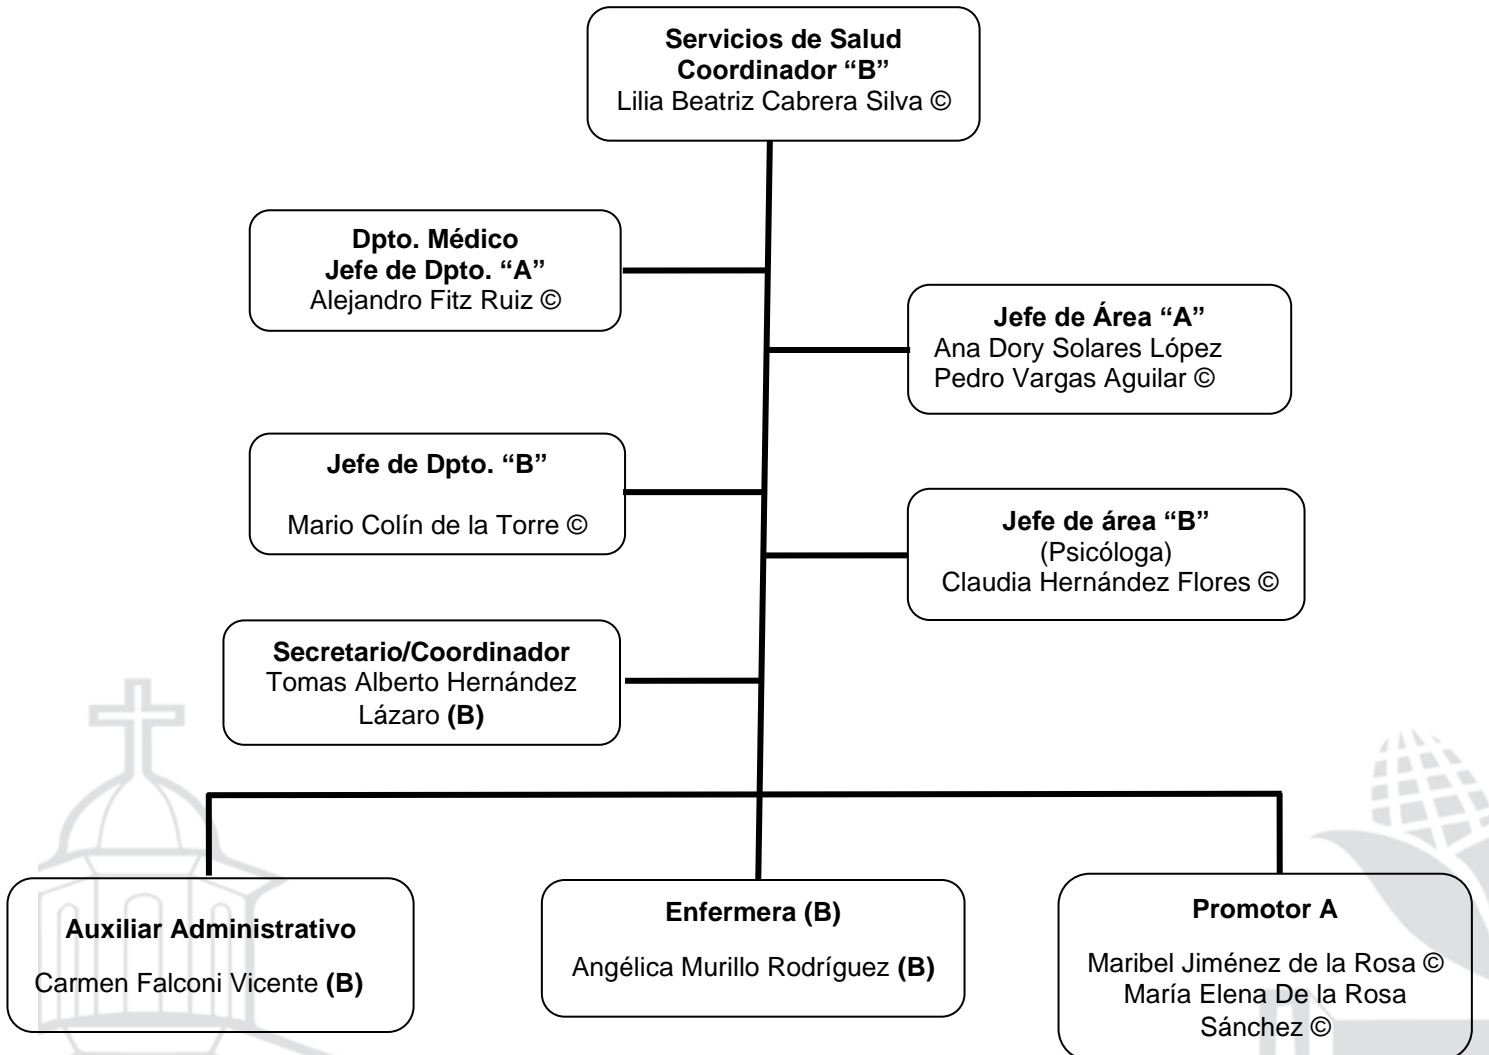 Servicios de Salud
Coordinador “B”
Lilia Beatriz Cabrera Silva ©
Dpto. Médico
Jefe de Dpto. “A”
Alejandro Fitz Ruiz ©
Jefe de Área “A”
Ana Dory Solares López
Pedro Vargas Aguilar ©
Jefe de Dpto. “B”
Mario Colín de la Torre ©
Jefe de área “B”
(Psicóloga)
Claudia Hernández Flores ©
Secretario/Coordinador
Tomas Alberto Hernández
Lázaro (B)
Auxiliar Administrativo
Carmen Falconi Vicente (B)
Enfermera (B)
Angélica Murillo Rodríguez (B)
Promotor A
Maribel Jiménez de la Rosa ©
María Elena De la Rosa
Sánchez ©